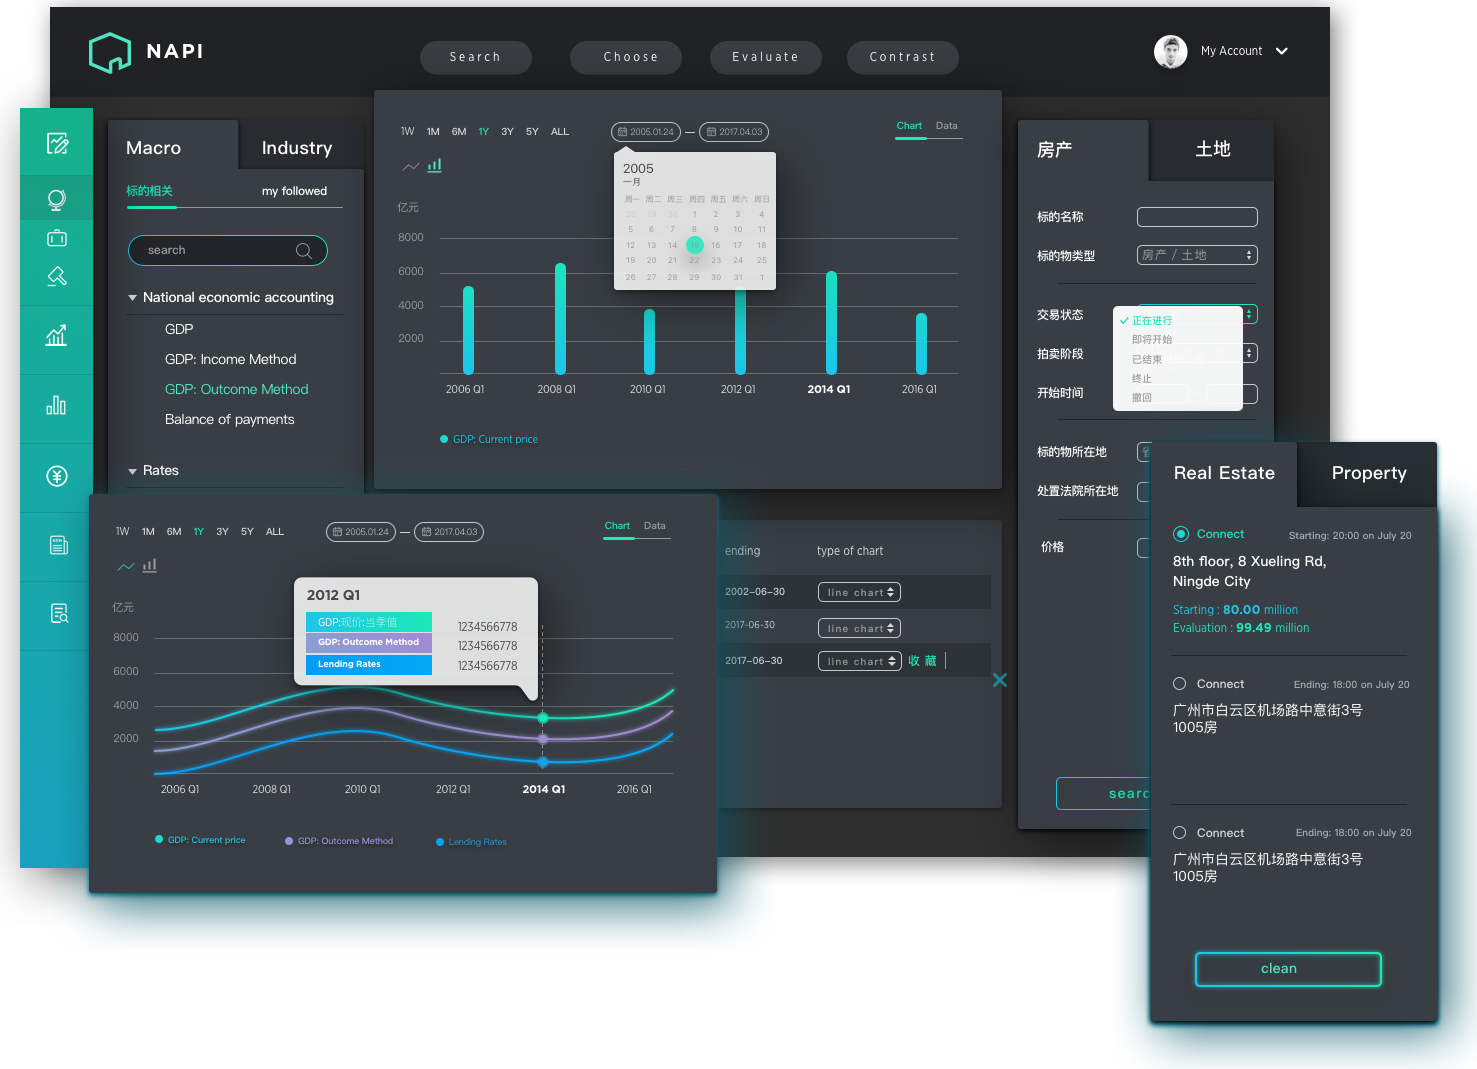 NAPI
Search
Choose
Evaluate
Contrast
My Account
Macro
Industry
标的相关
my followed
search
National economic accounting
GDP
GDP: Income Method
GDP: Outcome Method
Balance of payments
Rates
1W 1M 6M 1Y 3Y 5Y ALL
2005.01.24 — 2017.04.03
Chart Data
2005
一月
周一 周二 周三 周四 周五 周六 周日
28 29 30 1 2 3 4
5 6 7 8 9 10 11
12 13 14 15 16 17 18
19 20 21 22 23 24 25
26 27 28 29 30 31 1
亿元
8000
6000
4000
2000
2006 Q1 2008 Q1 2010 Q1 2012 Q1 2014 Q1 2016 Q1
GDP: Current price
房产
土地
标的名称
标的物类型 房产 / 土地
交易状态
拍卖阶段
开始时间
正在进行
即将开始
已结束
终止
撤回
标的物所在地
处置法院所在地
价格
searc
1W 1M 6M 1Y 3Y 5Y ALL
2005.01.24 — 2017.04.03
Chart Data
2012 Q1
GDP:现价:当季值 1234566778
GDP: Outcome Method 1234566778
Lending Rates 1234566778
亿元
8000
6000
4000
2000
2006 Q1 2008 Q1 2010 Q1 2012 Q1 2014 Q1 2016 Q1
GDP: Current price
GDP: Outcome Method
Lending Rates
ending type of chart
2002-06-30 line chart
2017-06-30 line chart
2017-06-30 line chart 收藏
Real Estate
Property
Connect Starting: 20:00 on July 20
8th floor, 8 Xueling Rd,
Ningde City
Starting : 80.00 million
Evaluation : 99.49 million
Connect Ending: 18:00 on July 20
广州市白云区机场路中意街3号
1005房
Connect Ending: 18:00 on July 20
广州市白云区机场路中意街3号
1005房
clean